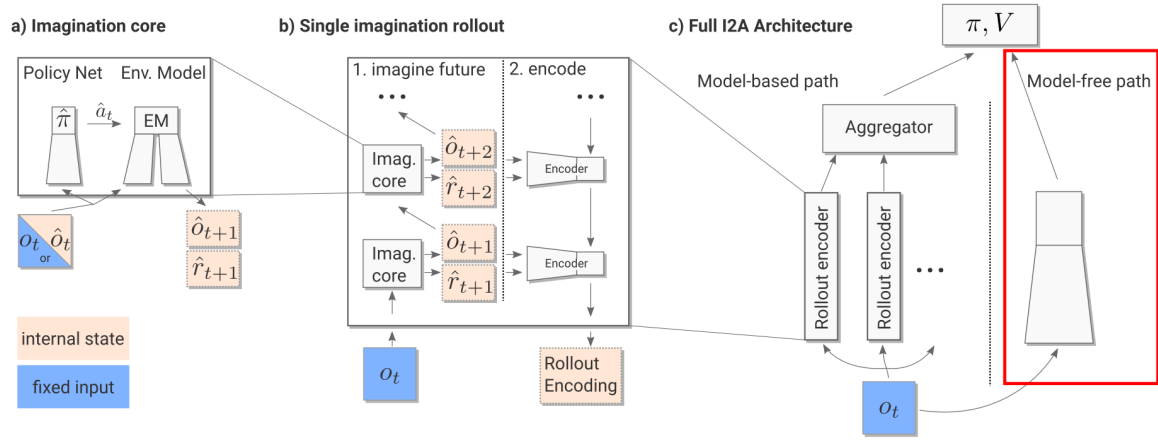 a) Imagination core
Policy Net
Env. Model
π̂
â_t
EM
o_t
or
ô_t
ô_{t+1}
r̂_{t+1}
internal state
fixed input
b) Single imagination rollout
1. imagine future
2. encode
...
...
Imag.
core
ô_{t+2}
r̂_{t+2}
Encoder
Imag.
core
ô_{t+1}
r̂_{t+1}
Encoder
o_t
Rollout
Encoding
c) Full I2A Architecture
π, V
Model-based path
Model-free path
Aggregator
Rollout encoder
Rollout encoder
...
o_t